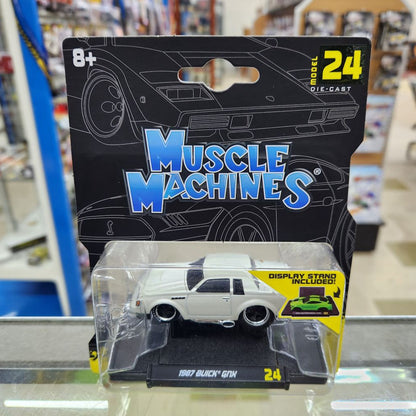 8+
MODEL 24
DIE-CAST
MUSCLE
MACHINES®
DISPLAY STAND
INCLUDED!
1987 BUICK® GNX
24